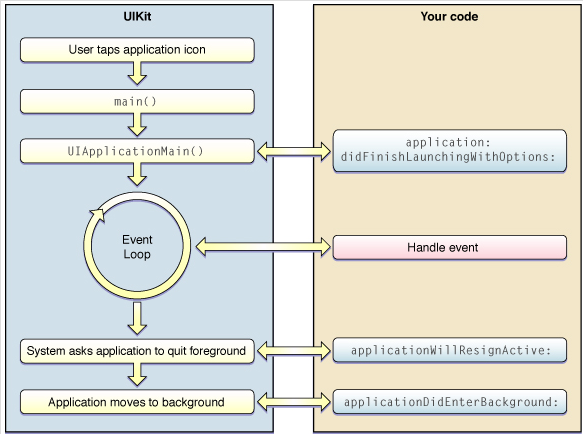 UIKit
Your code
User taps application icon
main()
UIApplicationMain()
application:
didFinishLaunchingWithOptions:
Event
Loop
Handle event
System asks application to quit foreground
applicationWillResignActive:
Application moves to background
applicationDidEnterBackground: